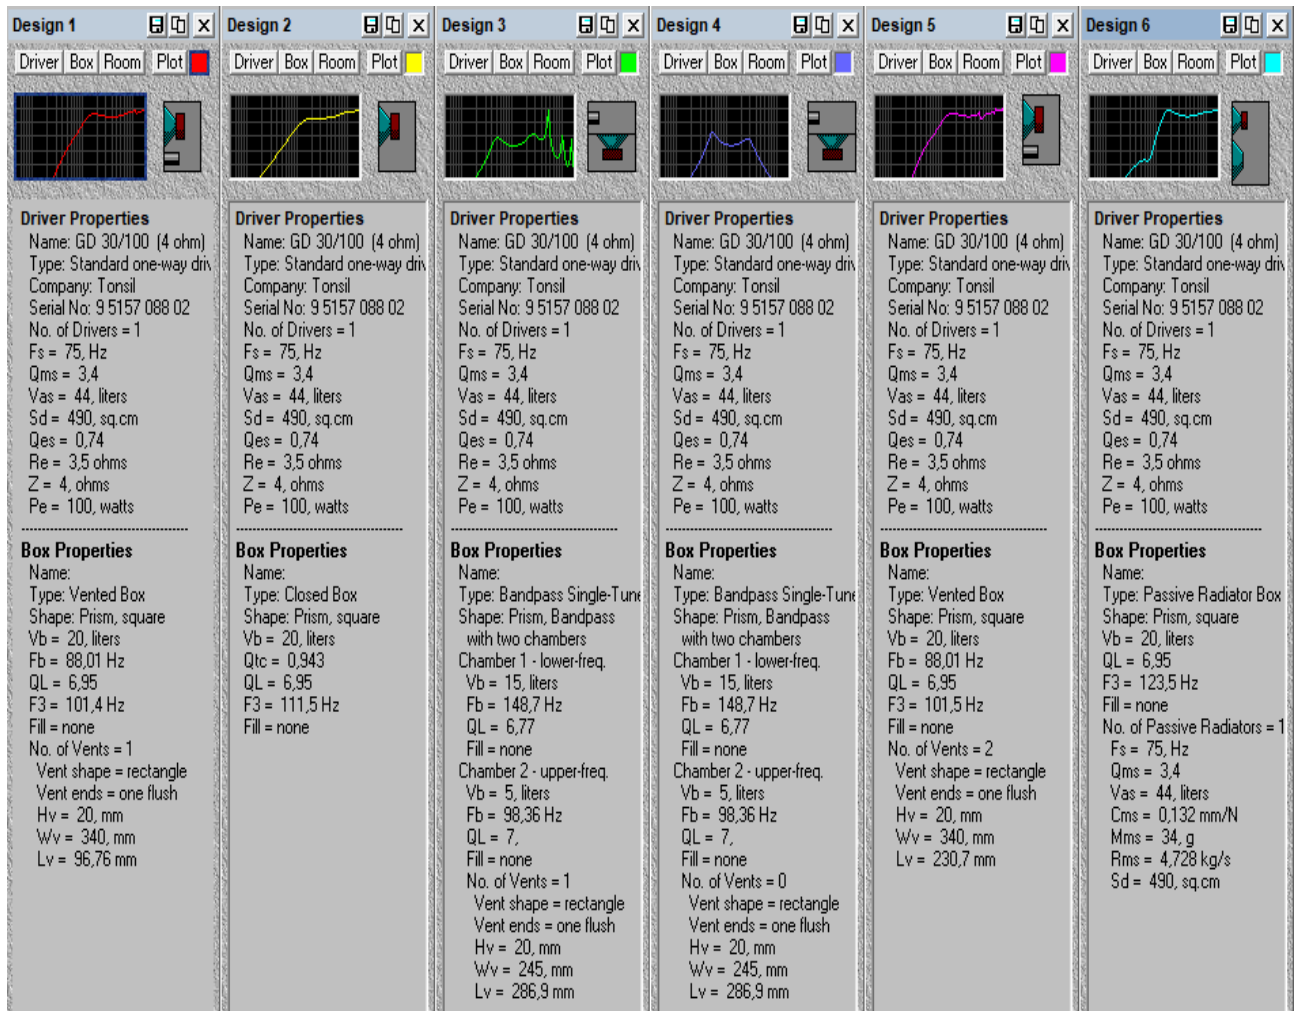 Design 1
Driver Box Room Plot
Driver Properties
Name: GD 30/100 (4 ohm)
Type: Standard one-way driv
Company: Tonsil
Serial No: 9 5157 088 02
No. of Drivers = 1
Fs = 75, Hz
Qms = 3,4
Vas = 44, liters
Sd = 490, sq.cm
Qes = 0,74
Re = 3,5 ohms
Z = 4, ohms
Pe = 100, watts
Box Properties
Name:
Type: Vented Box
Shape: Prism, square
Vb = 20, liters
Fb = 88,01 Hz
QL = 6,95
F3 = 101,4 Hz
Fill = none
No. of Vents = 1
Vent shape = rectangle
Vent ends = one flush
Hv = 20, mm
Wv = 340, mm
Lv = 96,76 mm
Design 2
Driver Box Room Plot
Driver Properties
Name: GD 30/100 (4 ohm)
Type: Standard one-way driv
Company: Tonsil
Serial No: 9 5157 088 02
No. of Drivers = 1
Fs = 75, Hz
Qms = 3,4
Vas = 44, liters
Sd = 490, sq.cm
Qes = 0,74
Re = 3,5 ohms
Z = 4, ohms
Pe = 100, watts
Box Properties
Name:
Type: Closed Box
Shape: Prism, square
Vb = 20, liters
Qtc = 0,943
QL = 6,95
F3 = 111,5 Hz
Fill = none
Design 3
Driver Box Room Plot
Driver Properties
Name: GD 30/100 (4 ohm)
Type: Standard one-way driv
Company: Tonsil
Serial No: 9 5157 088 02
No. of Drivers = 1
Fs = 75, Hz
Qms = 3,4
Vas = 44, liters
Sd = 490, sq.cm
Qes = 0,74
Re = 3,5 ohms
Z = 4, ohms
Pe = 100, watts
Box Properties
Name:
Type: Bandpass Single-Tune
Shape: Prism, Bandpass
with two chambers
Chamber 1 - lower-freq.
Vb = 15, liters
Fb = 148,7 Hz
QL = 6,77
Fill = none
Chamber 2 - upper-freq.
Vb = 5, liters
Fb = 98,36 Hz
QL = 7,
Fill = none
No. of Vents = 1
Vent shape = rectangle
Vent ends = one flush
Hv = 20, mm
Wv = 245, mm
Lv = 286,9 mm
Design 4
Driver Box Room Plot
Driver Properties
Name: GD 30/100 (4 ohm)
Type: Standard one-way driv
Company: Tonsil
Serial No: 9 5157 088 02
No. of Drivers = 1
Fs = 75, Hz
Qms = 3,4
Vas = 44, liters
Sd = 490, sq.cm
Qes = 0,74
Re = 3,5 ohms
Z = 4, ohms
Pe = 100, watts
Box Properties
Name:
Type: Bandpass Single-Tune
Shape: Prism, Bandpass
with two chambers
Chamber 1 - lower-freq.
Vb = 15, liters
Fb = 148,7 Hz
QL = 6,77
Fill = none
Chamber 2 - upper-freq.
Vb = 5, liters
Fb = 98,36 Hz
QL = 7,
Fill = none
No. of Vents = 0
Vent shape = rectangle
Vent ends = one flush
Hv = 20, mm
Wv = 245, mm
Lv = 286,9 mm
Design 5
Driver Box Room Plot
Driver Properties
Name: GD 30/100 (4 ohm)
Type: Standard one-way driv
Company: Tonsil
Serial No: 9 5157 088 02
No. of Drivers = 1
Fs = 75, Hz
Qms = 3,4
Vas = 44, liters
Sd = 490, sq.cm
Qes = 0,74
Re = 3,5 ohms
Z = 4, ohms
Pe = 100, watts
Box Properties
Name:
Type: Vented Box
Shape: Prism, square
Vb = 20, liters
Fb = 88,01 Hz
QL = 6,95
F3 = 101,5 Hz
Fill = none
No. of Vents = 2
Vent shape = rectangle
Vent ends = one flush
Hv = 20, mm
Wv = 340, mm
Lv = 230,7 mm
Design 6
Driver Box Room Plot
Driver Properties
Name: GD 30/100 (4 ohm)
Type: Standard one-way driv
Company: Tonsil
Serial No: 9 5157 088 02
No. of Drivers = 1
Fs = 75, Hz
Qms = 3,4
Vas = 44, liters
Sd = 490, sq.cm
Qes = 0,74
Re = 3,5 ohms
Z = 4, ohms
Pe = 100, watts
Box Properties
Name:
Type: Passive Radiator Box
Shape: Prism, square
Vb = 20, liters
QL = 6,95
F3 = 123,5 Hz
Fill = none
No. of Passive Radiators = 1
Fs = 75, Hz
Qms = 3,4
Vas = 44, liters
Cms = 0,132 mm/N
Mms = 34, g
Rms = 4,728 kg/s
Sd = 490, sq.cm